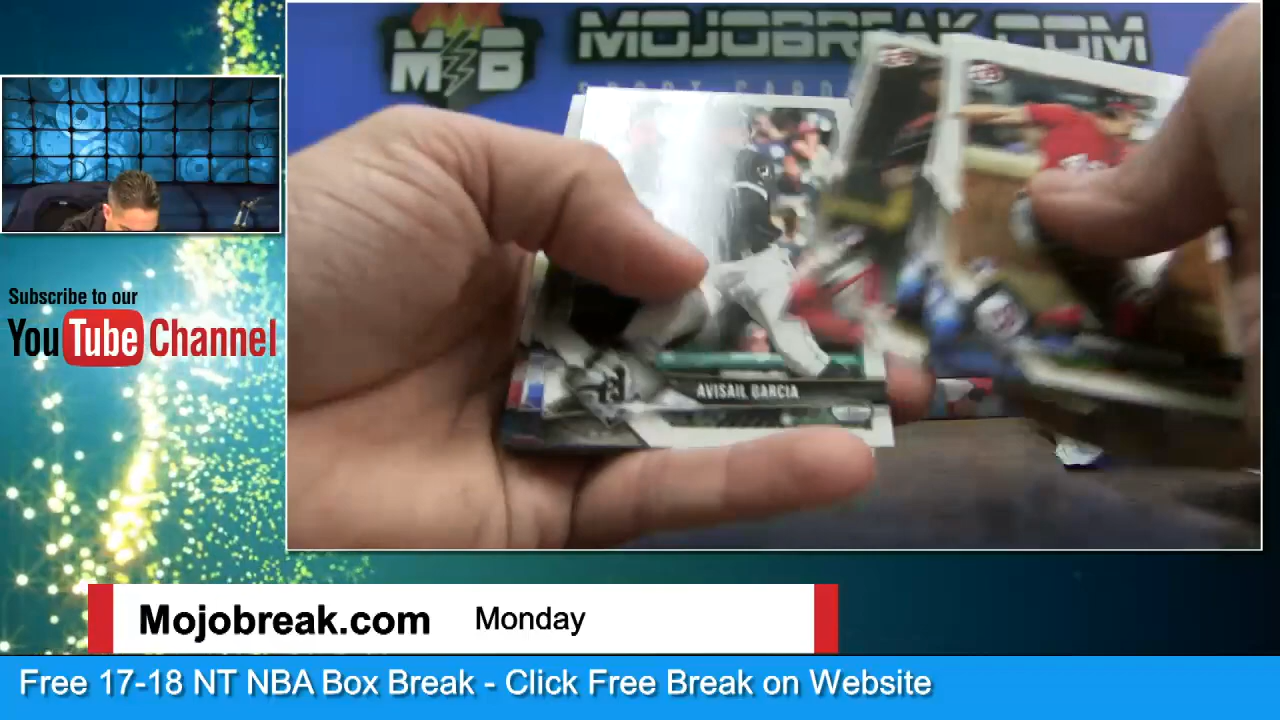 MB
MOJOBREAK.COM
Subscribe to our
YouTube Channel
AVISAIL GARCIA
Mojobreak.com Monday
Free 17-18 NT NBA Box Break - Click Free Break on Website